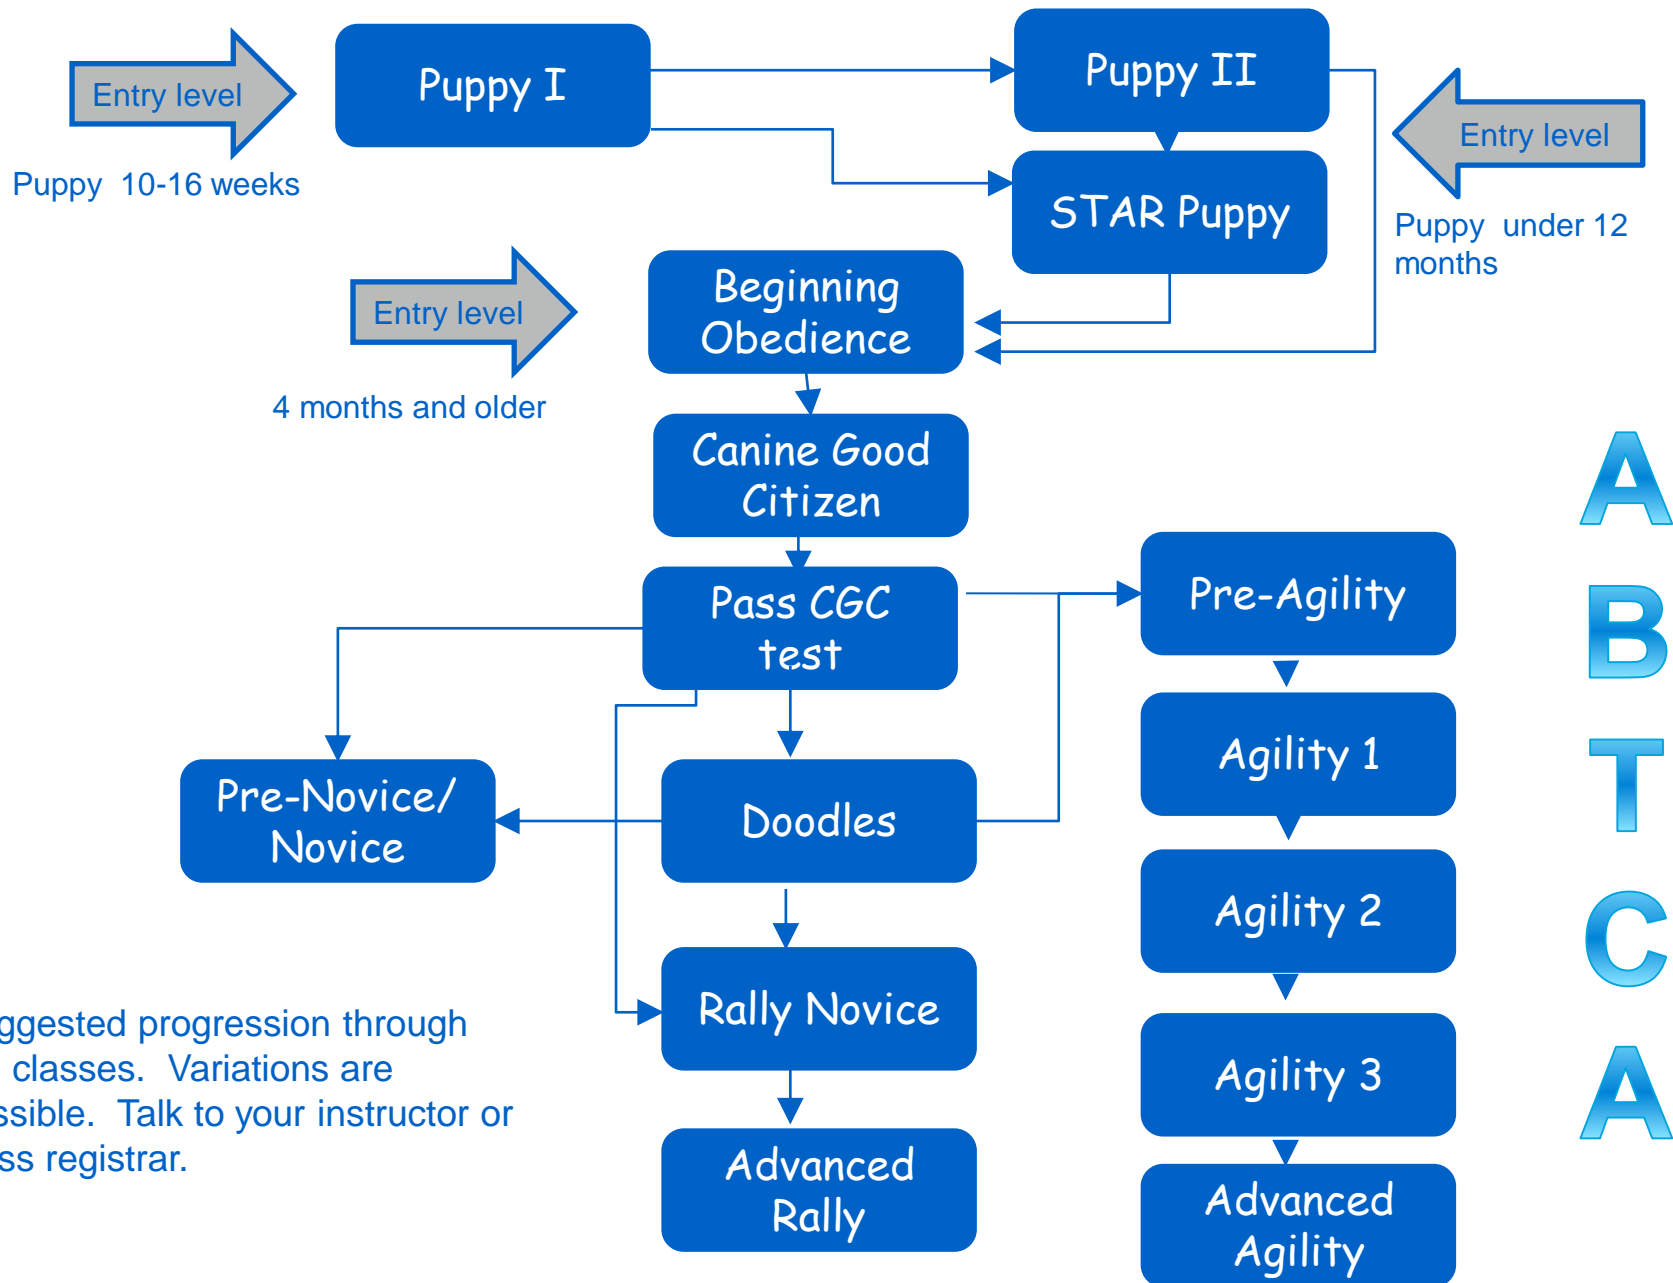 Entry level
Puppy 10-16 weeks
Puppy I
Puppy II
Entry level
Puppy under 12
months
STAR Puppy
Entry level
4 months and older
Beginning
Obedience
Canine Good
Citizen
Pass CGC
test
Pre-Agility
Agility 1
Pre-Novice/
Novice
Doodles
Agility 2
Rally Novice
Agility 3
Advanced
Rally
Advanced
Agility
progression through
classes. Variations are
Talk to your instructor or
registrar.
A
B
T
C
A